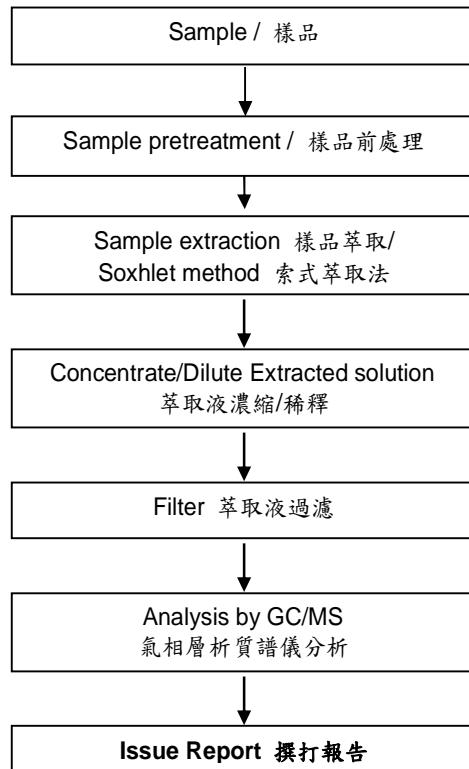 Sample / 樣品
Sample pretreatment / 樣品前處理
Sample extraction 樣品萃取/
Soxhlet method 索式萃取法
Concentrate/Dilute Extracted solution
萃取液濃縮/稀釋
Filter 萃取液過濾
Analysis by GC/MS
氣相層析質譜儀分析
Issue Report 撰打報告